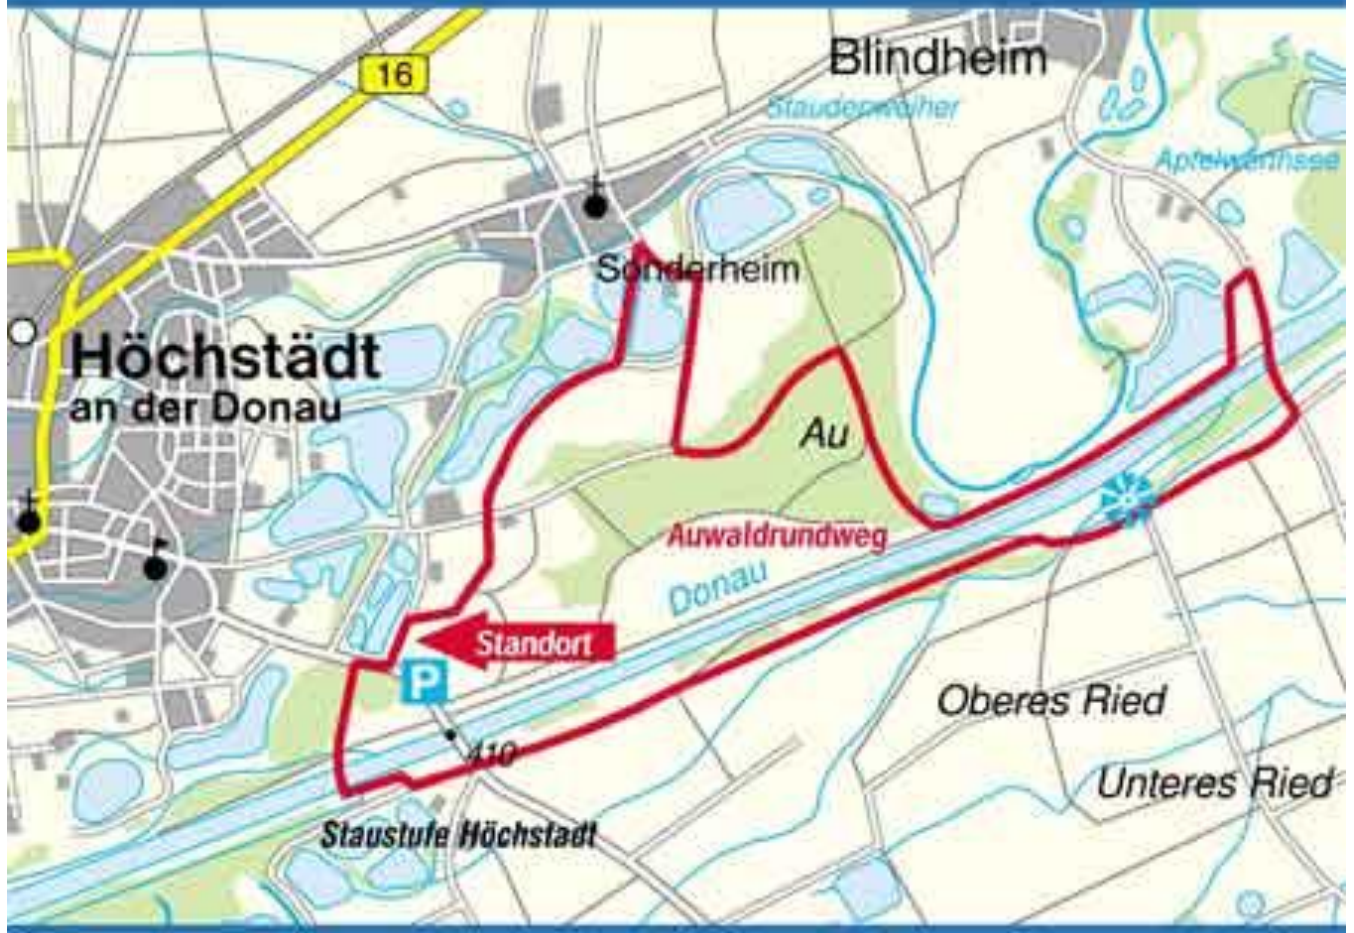 16
Blindheim
Staudenweiher
Apfelwörthsee
Sonderheim
Höchstädt
an der Donau
Au
Auwaldrundweg
Donau
Standort
P
410
Oberes Ried
Unteres Ried
Staustufe Höchstädt